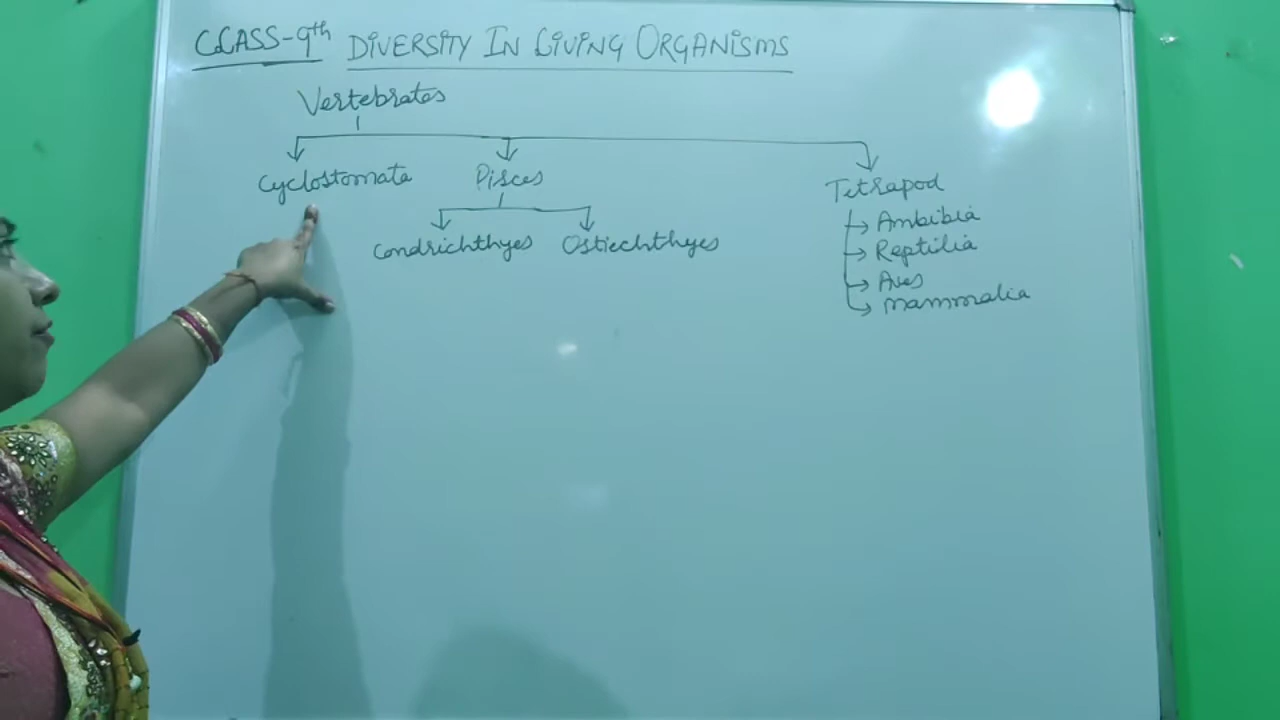 CLASS-9th DIVERSITY IN LIVING ORGANISMS
Vertebrates
Cyclostomata Pisces Tetrapod
Condrichthyes Ostiechthyes
Ambibia
Reptilia
Aves
mammalia